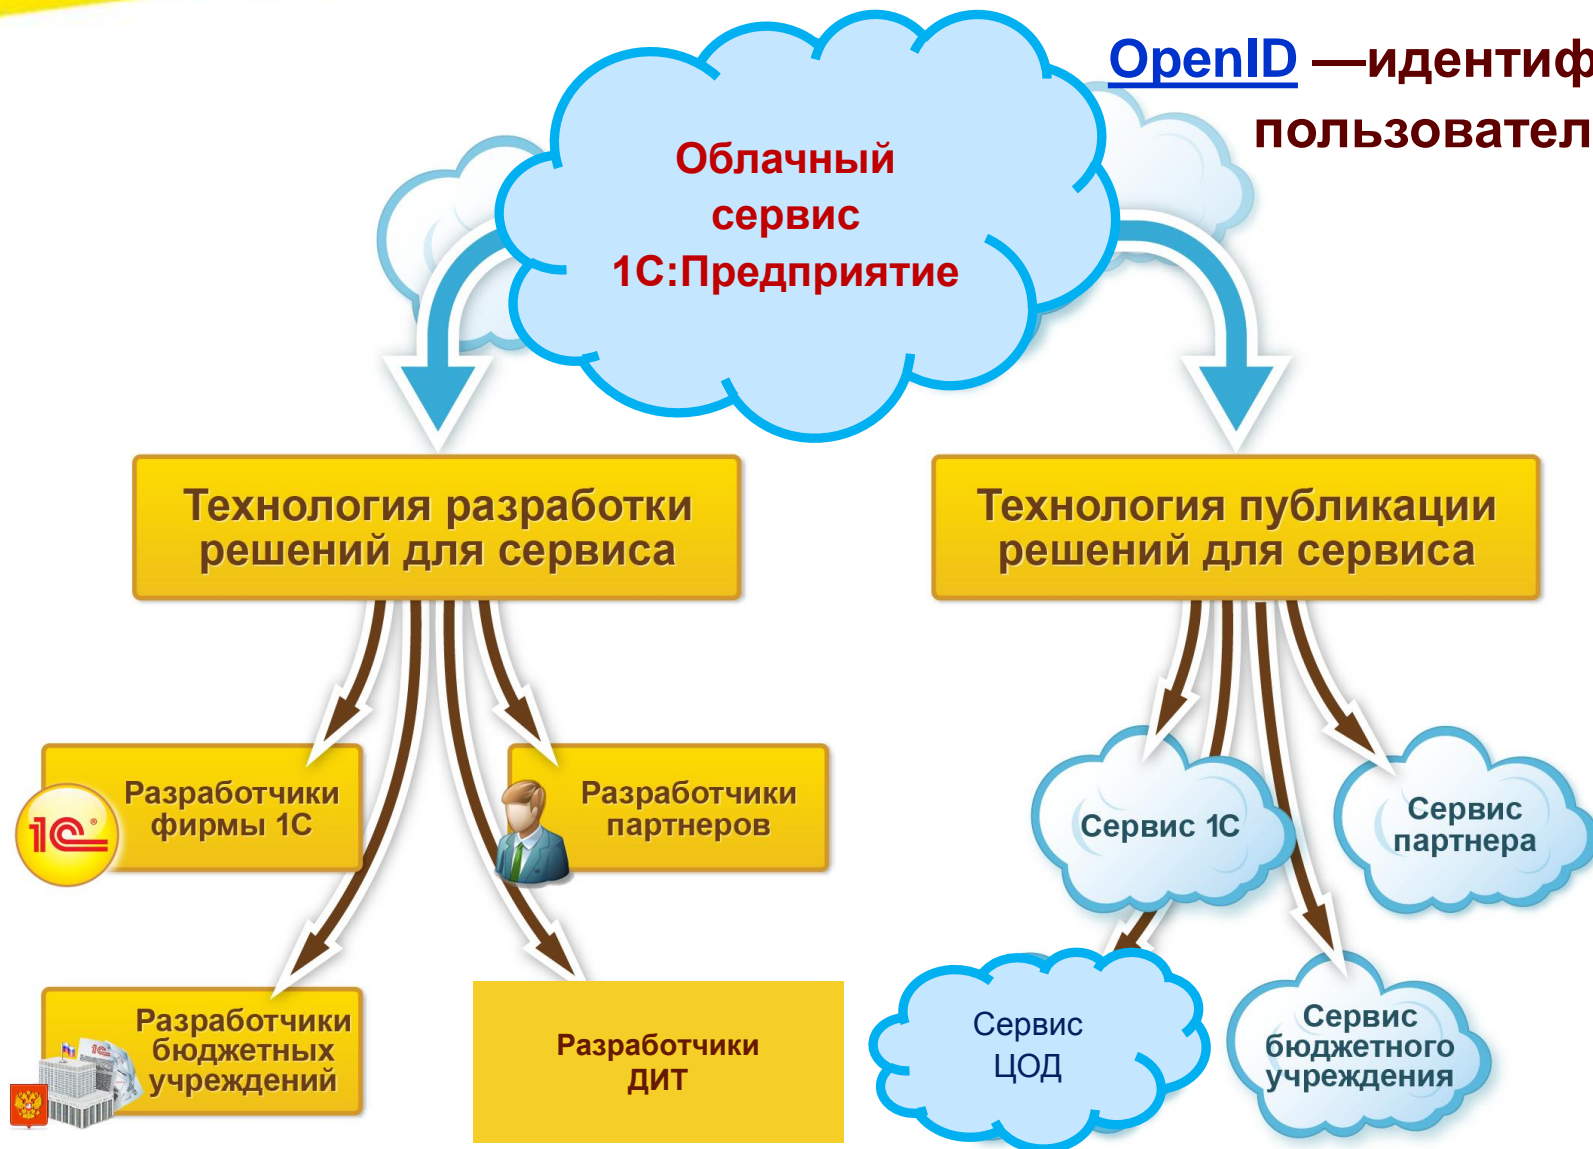 OpenID —идентиф
пользовател
Облачный
сервис
1С:Предприятие
Технология разработки
решений для сервиса
Технология публикации
решений для сервиса
Разработчики
фирмы 1С
1С
Разработчики
партнеров
Сервис 1С
Сервис
партнера
Разработчики
бюджетных
учреждений
Разработчики
ДИТ
Сервис
ЦОД
Сервис
бюджетного
учреждения